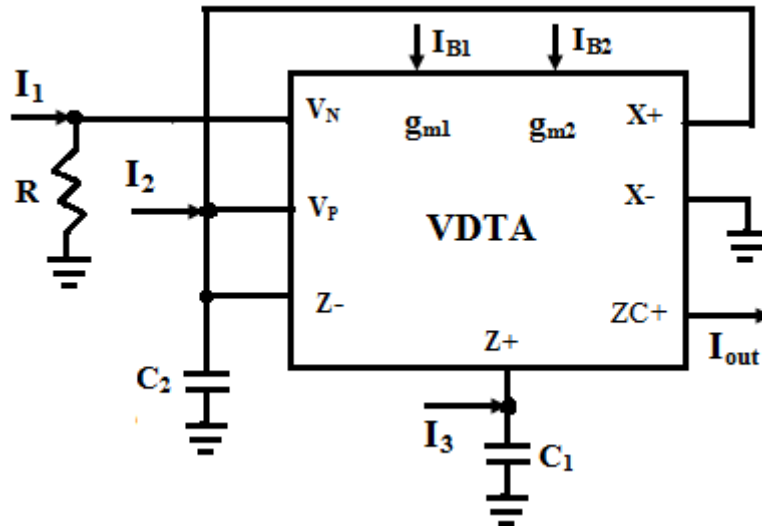 I_B1 I_B2
I_1
V_N g_m1 g_m2 X+
R I_2
V_P VDTA X-
Z- ZC+
Z+ I_out
C_2
I_3 C_1